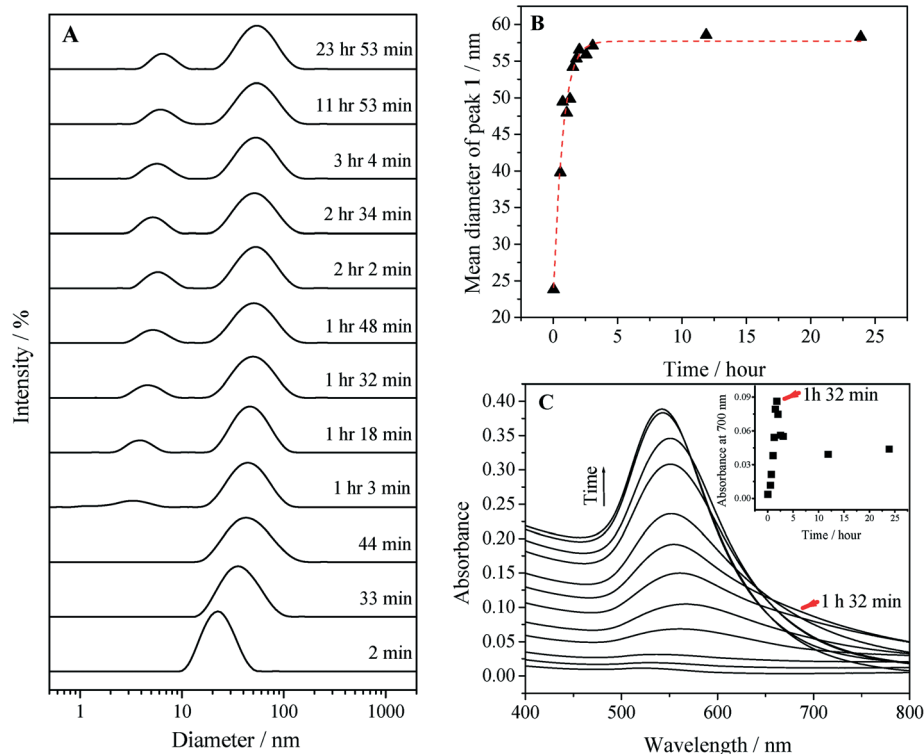 A
23 hr 53 min
11 hr 53 min
3 hr 4 min
2 hr 34 min
2 hr 2 min
1 hr 48 min
1 hr 32 min
1 hr 18 min
1 hr 3 min
44 min
33 min
2 min
Intensity / %
1 10 100 1000
Diameter / nm
B
60
55
50
45
40
35
30
25
20
Mean diameter of peak 1 / nm
0 5 10 15 20 25
Time / hour
C
0.40
0.35
0.30
0.25
0.20
0.15
0.10
0.05
0.00
Absorbance
Time
1 h 32 min
400 500 600 700 800
Wavelength / nm
1h 32 min
0.09
0.06
0.03
0.00
Absorbance at 700 nm
0 5 10 15 20 25
Time / hour